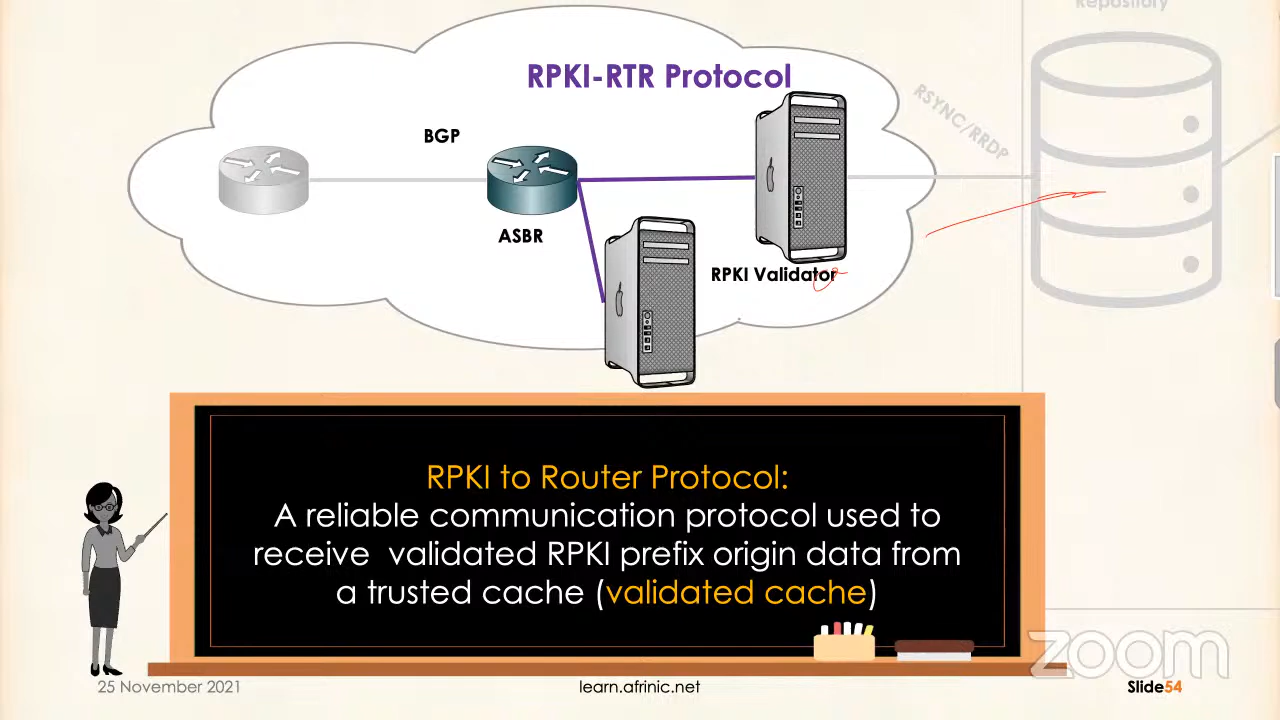 Repository
RPKI-RTR Protocol
RSYNC/RRDP
BGP
ASBR
RPKI Validator
RPKI to Router Protocol:
A reliable communication protocol used to
receive validated RPKI prefix origin data from
a trusted cache (validated cache)
zoom
25 November 2021
learn.afrinic.net
Slide54